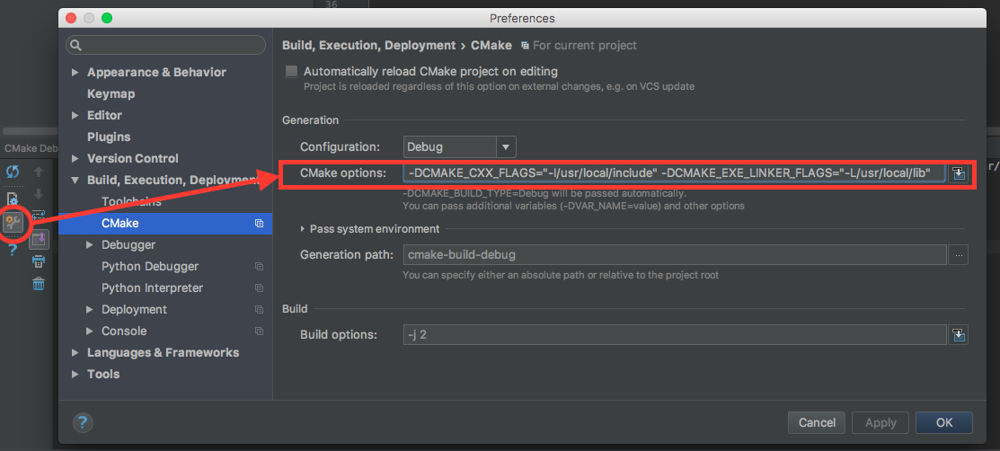 36
Preferences
Build, Execution, Deployment › CMake For current project
Appearance & Behavior
Keymap
Editor
Plugins
Version Control
Build, Execution, Deployment
Toolchains
CMake
Debugger
Python Debugger
Python Interpreter
Deployment
Console
Languages & Frameworks
Tools
Automatically reload CMake project on editing
Project is reloaded regardless of this option on external changes, e.g. on VCS update
Generation
Configuration: Debug
CMake options: -DCMAKE_CXX_FLAGS="-I/usr/local/include" -DCMAKE_EXE_LINKER_FLAGS="-L/usr/local/lib"
-DCMAKE_BUILD_TYPE=Debug will be passed automatically.
You can pass additional variables (-DVAR_NAME=value) and other options
Pass system environment
Generation path: cmake-build-debug ...
You can specify either an absolute path or relative to the project root
Build
Build options: -j 2
CMake Deb
r/
?
? Cancel Apply OK